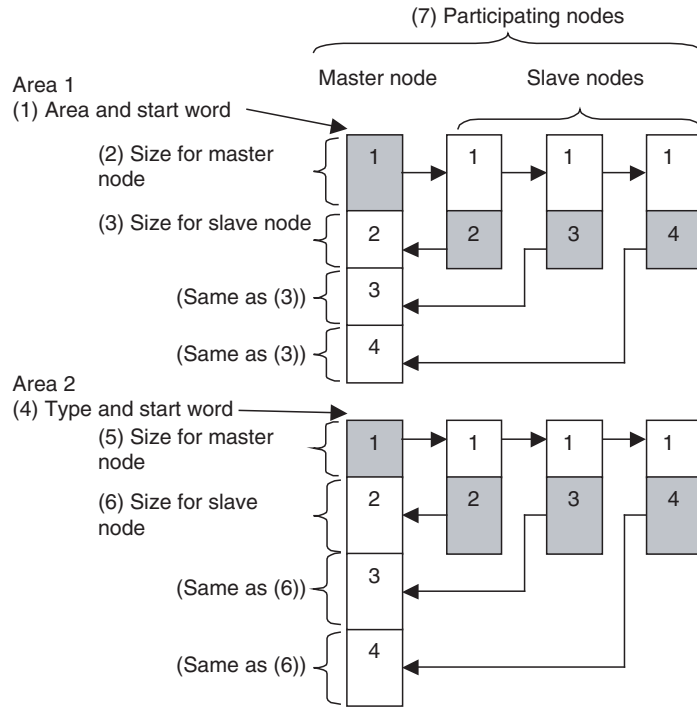 (7) Participating nodes
Master node
Slave nodes
Area 1
(1) Area and start word
(2) Size for master
node
1
1
1
1
(3) Size for slave node
2
2
3
4
(Same as (3))
3
(Same as (3))
4
Area 2
(4) Type and start word
(5) Size for master
node
1
1
1
1
(6) Size for slave
node
2
2
3
4
(Same as (6))
3
(Same as (6))
4